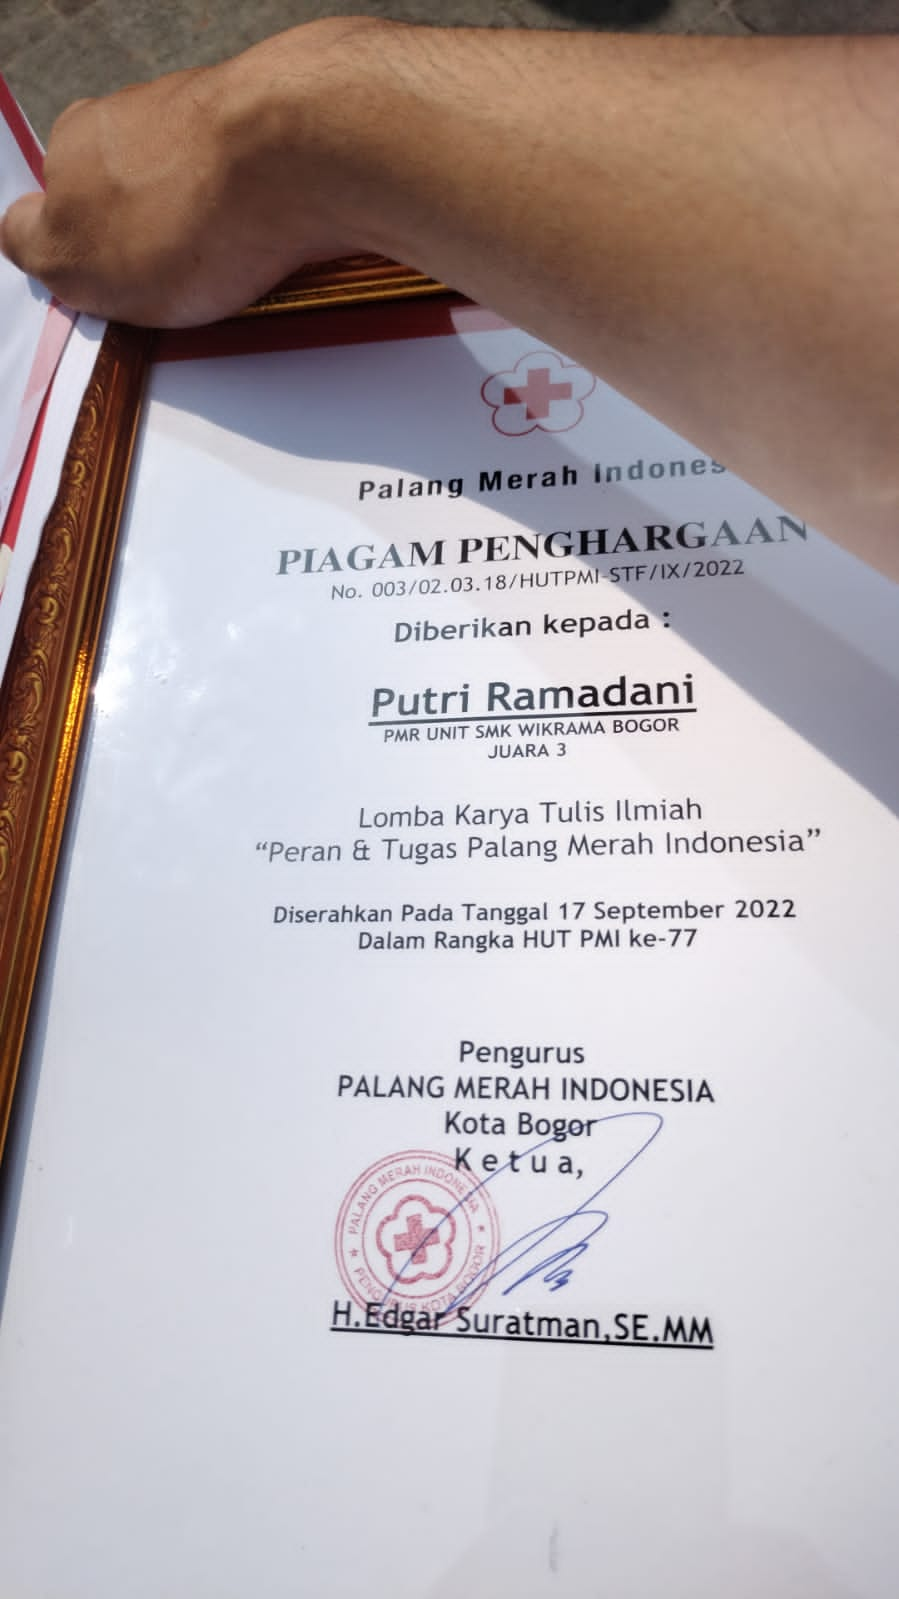 Palang Merah Indones
PIAGAM PENGHARGAAN
No. 003/02.03.18/HUTPMI-STF/IX/2022
Diberikan kepada :
Putri Ramadani
PMR UNIT SMK WIKRAMA BOGOR
JUARA 3
Lomba Karya Tulis Ilmiah
“Peran & Tugas Palang Merah Indonesia”
Diserahkan Pada Tanggal 17 September 2022
Dalam Rangka HUT PMI ke-77
Pengurus
PALANG MERAH INDONESIA
Kota Bogor
K e t u a,
PALANG MERAH INDONESIA
PENGURUS KOTA BOGOR
H.Edgar Suratman,SE.MM